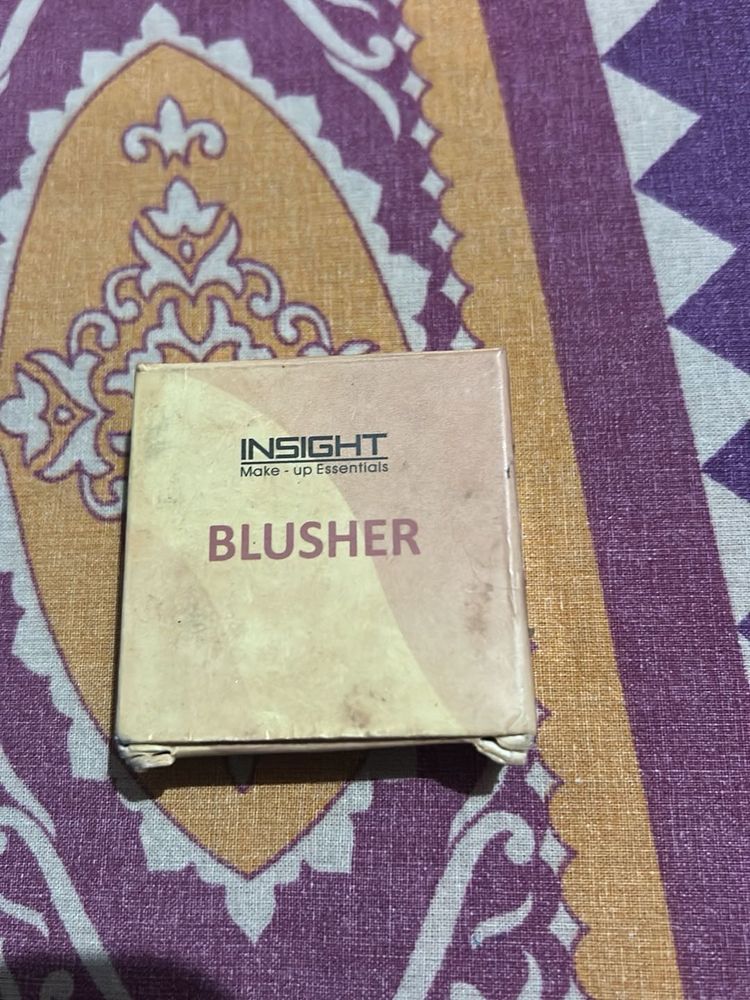 INSIGHT
Make - up Essentials
BLUSHER